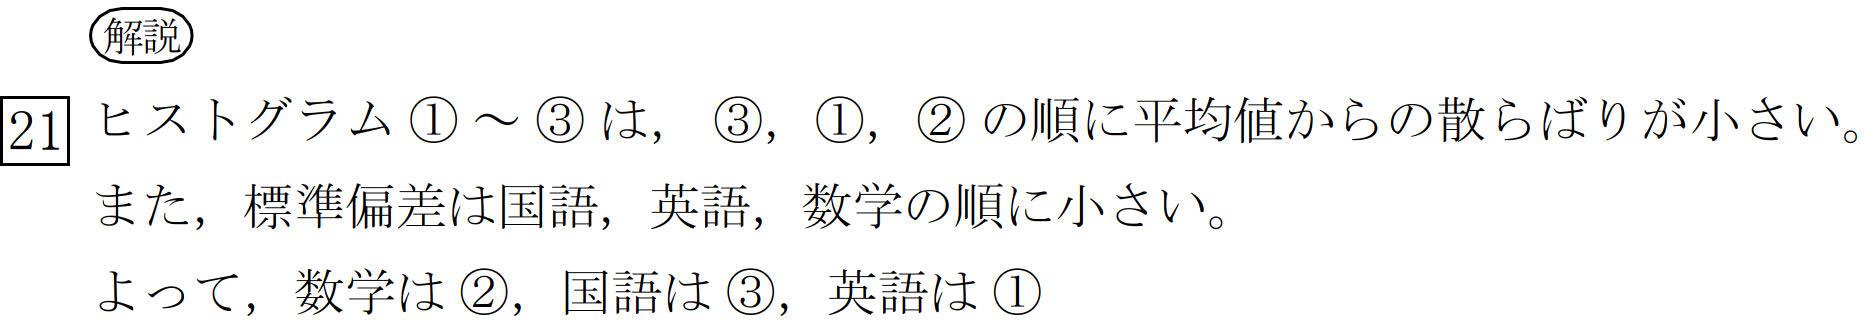 解説
21 ヒストグラム ① ～ ③ は， ③， ①， ② の順に平均値からの散らばりが小さい。
また，標準偏差は国語，英語，数学の順に小さい。
よって，数学は ②，国語は ③，英語は ①